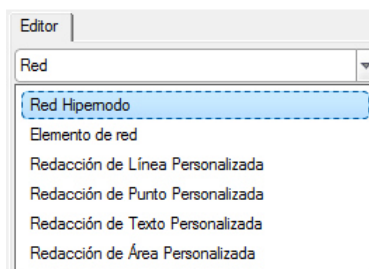 Editor
Red
Red Hipernodo
Elemento de red
Redacción de Línea Personalizada
Redacción de Punto Personalizada
Redacción de Texto Personalizada
Redacción de Área Personalizada